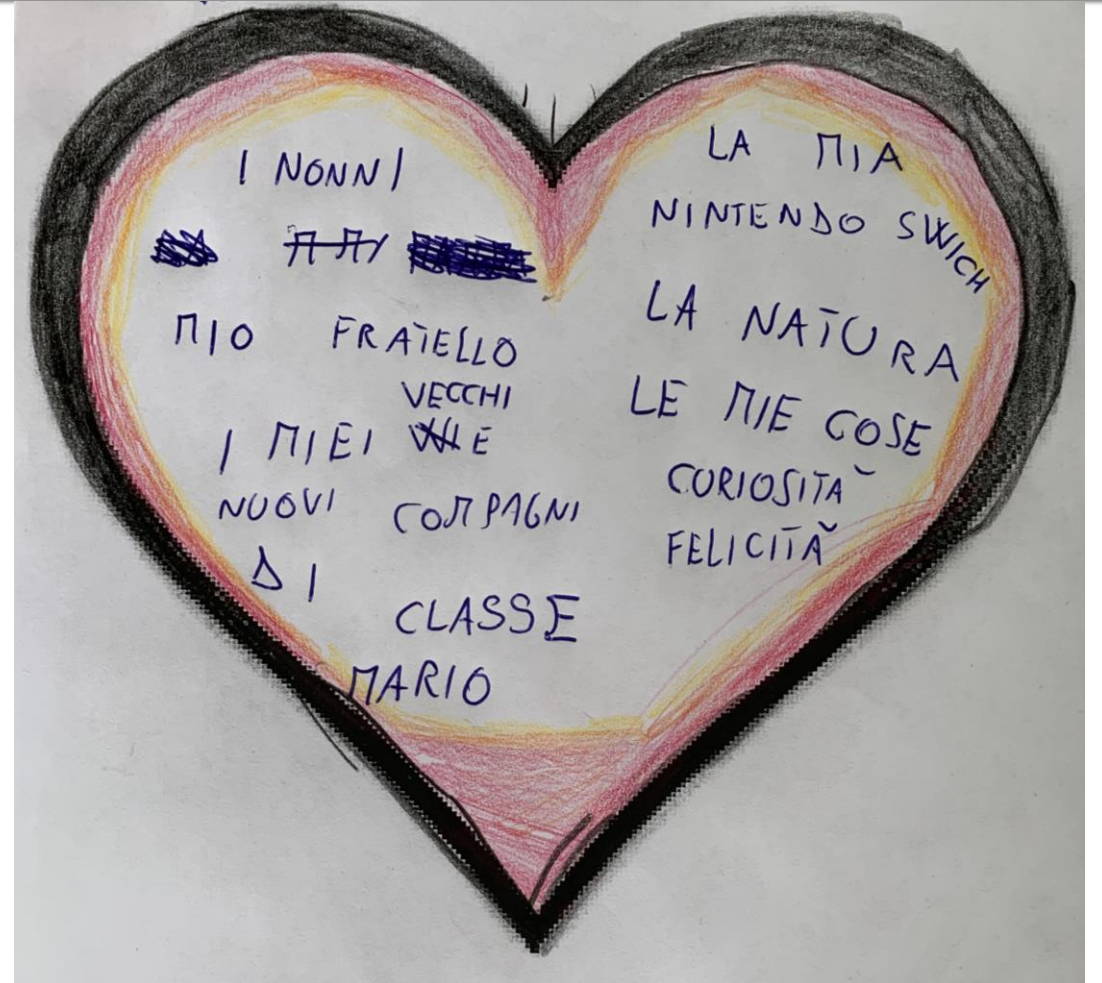 I NONNI
MIO FRATELLO
VECCHI
I MIEI E
NUOVI COMPAGNI
DI
CLASSE
MARIO
LA MIA
NINTENDO SWICH
LA NATURA
LE MIE COSE
CURIOSITÀ
FELICITÀ